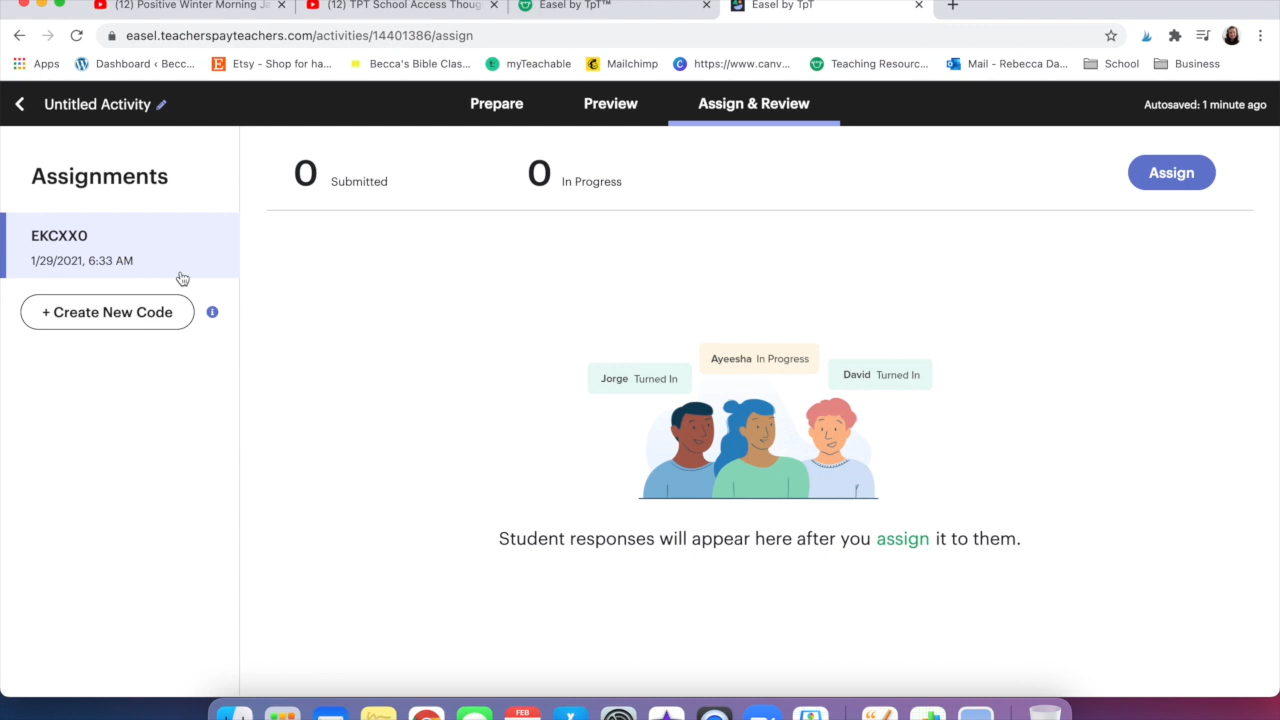 (12) Positive Winter Morning Ja
(12) TPT School Access Thoug
Easel by TpT™
Easel by TpT
easel.teacherspayteachers.com/activities/14401386/assign
Apps
Dashboard ‹ Becc...
Etsy - Shop for ha...
Becca's Bible Clas...
myTeachable
Mailchimp
https://www.canv...
Teaching Resourc...
Mail - Rebecca Da...
School
Business
Untitled Activity
Prepare
Preview
Assign & Review
Autosaved: 1 minute ago
Assignments
0 Submitted
0 In Progress
Assign
EKCXX0
1/29/2021, 6:33 AM
+ Create New Code
Ayeesha In Progress
Jorge Turned In
David Turned In
Student responses will appear here after you assign it to them.
FEB